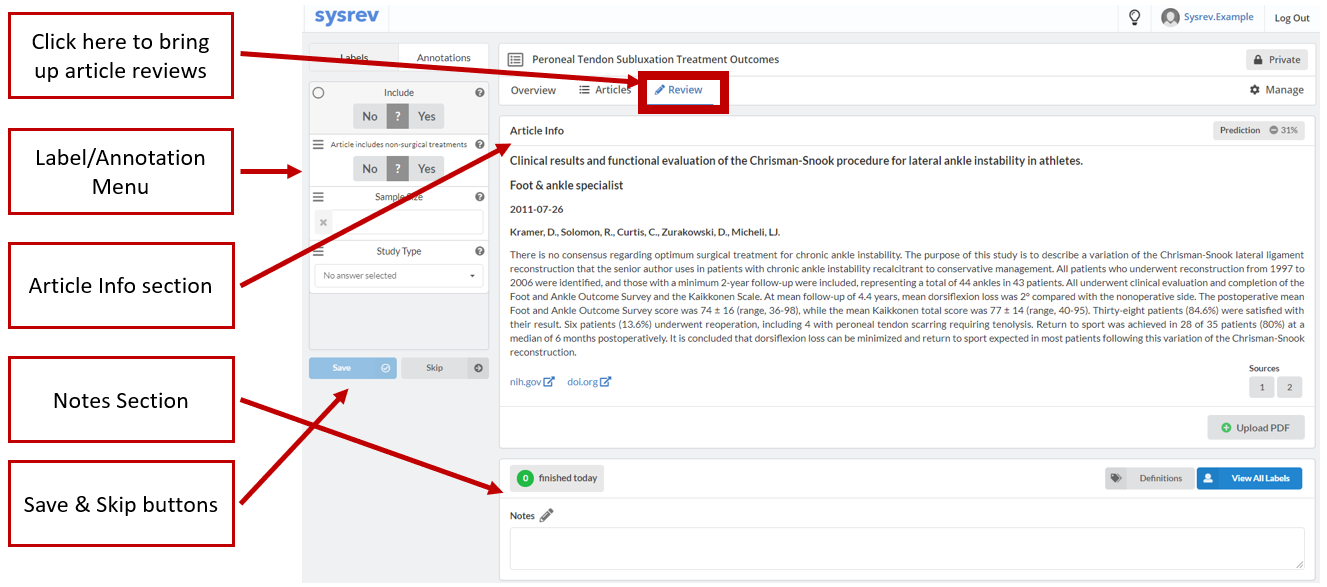 Click here to bring
up article reviews
Label/Annotation
Menu
Article Info section
Notes Section
Save & Skip buttons
sysrev
Sysrev.Example
Log Out
Labels
Annotations
Include
No
?
Yes
Article includes non-surgical treatments
No
?
Yes
Sample Size
Study Type
No answer selected
Save
Skip
Peroneal Tendon Subluxation Treatment Outcomes
Private
Overview
Articles
Review
Manage
Article Info
Prediction 31%
Clinical results and functional evaluation of the Chrisman-Snook procedure for lateral ankle instability in athletes.
Foot & ankle specialist
2011-07-26
Kramer, D., Solomon, R., Curtis, C., Zurakowski, D., Micheli, LJ.
There is no consensus regarding optimum surgical treatment for chronic ankle instability. The purpose of this study is to describe a variation of the Chrisman-Snook lateral ligament
reconstruction that the senior author uses in patients with chronic ankle instability recalcitrant to conservative management. All patients who underwent reconstruction from 1997 to
2006 were identified, and those with a minimum 2-year follow-up were included, representing a total of 44 ankles in 43 patients. All underwent clinical evaluation and completion of the
Foot and Ankle Outcome Survey and the Kaikkonen Scale. At mean follow-up of 4.4 years, mean dorsiflexion loss was 2° compared with the nonoperative side. The postoperative mean
Foot and Ankle Outcome Survey score was 74 ± 16 (range, 36-98), while the mean Kaikkonen total score was 77 ± 14 (range, 40-95). Thirty-eight patients (84.6%) were satisfied with
their result. Six patients (13.6%) underwent reoperation, including 4 with peroneal tendon scarring requiring tenolysis. Return to sport was achieved in 28 of 35 patients (80%) at a
median of 6 months postoperatively. It is concluded that dorsiflexion loss can be minimized and return to sport expected in most patients following this variation of the Chrisman-Snook
reconstruction.
nih.gov
doi.org
Sources
1
2
Upload PDF
0 finished today
Definitions
View All Labels
Notes